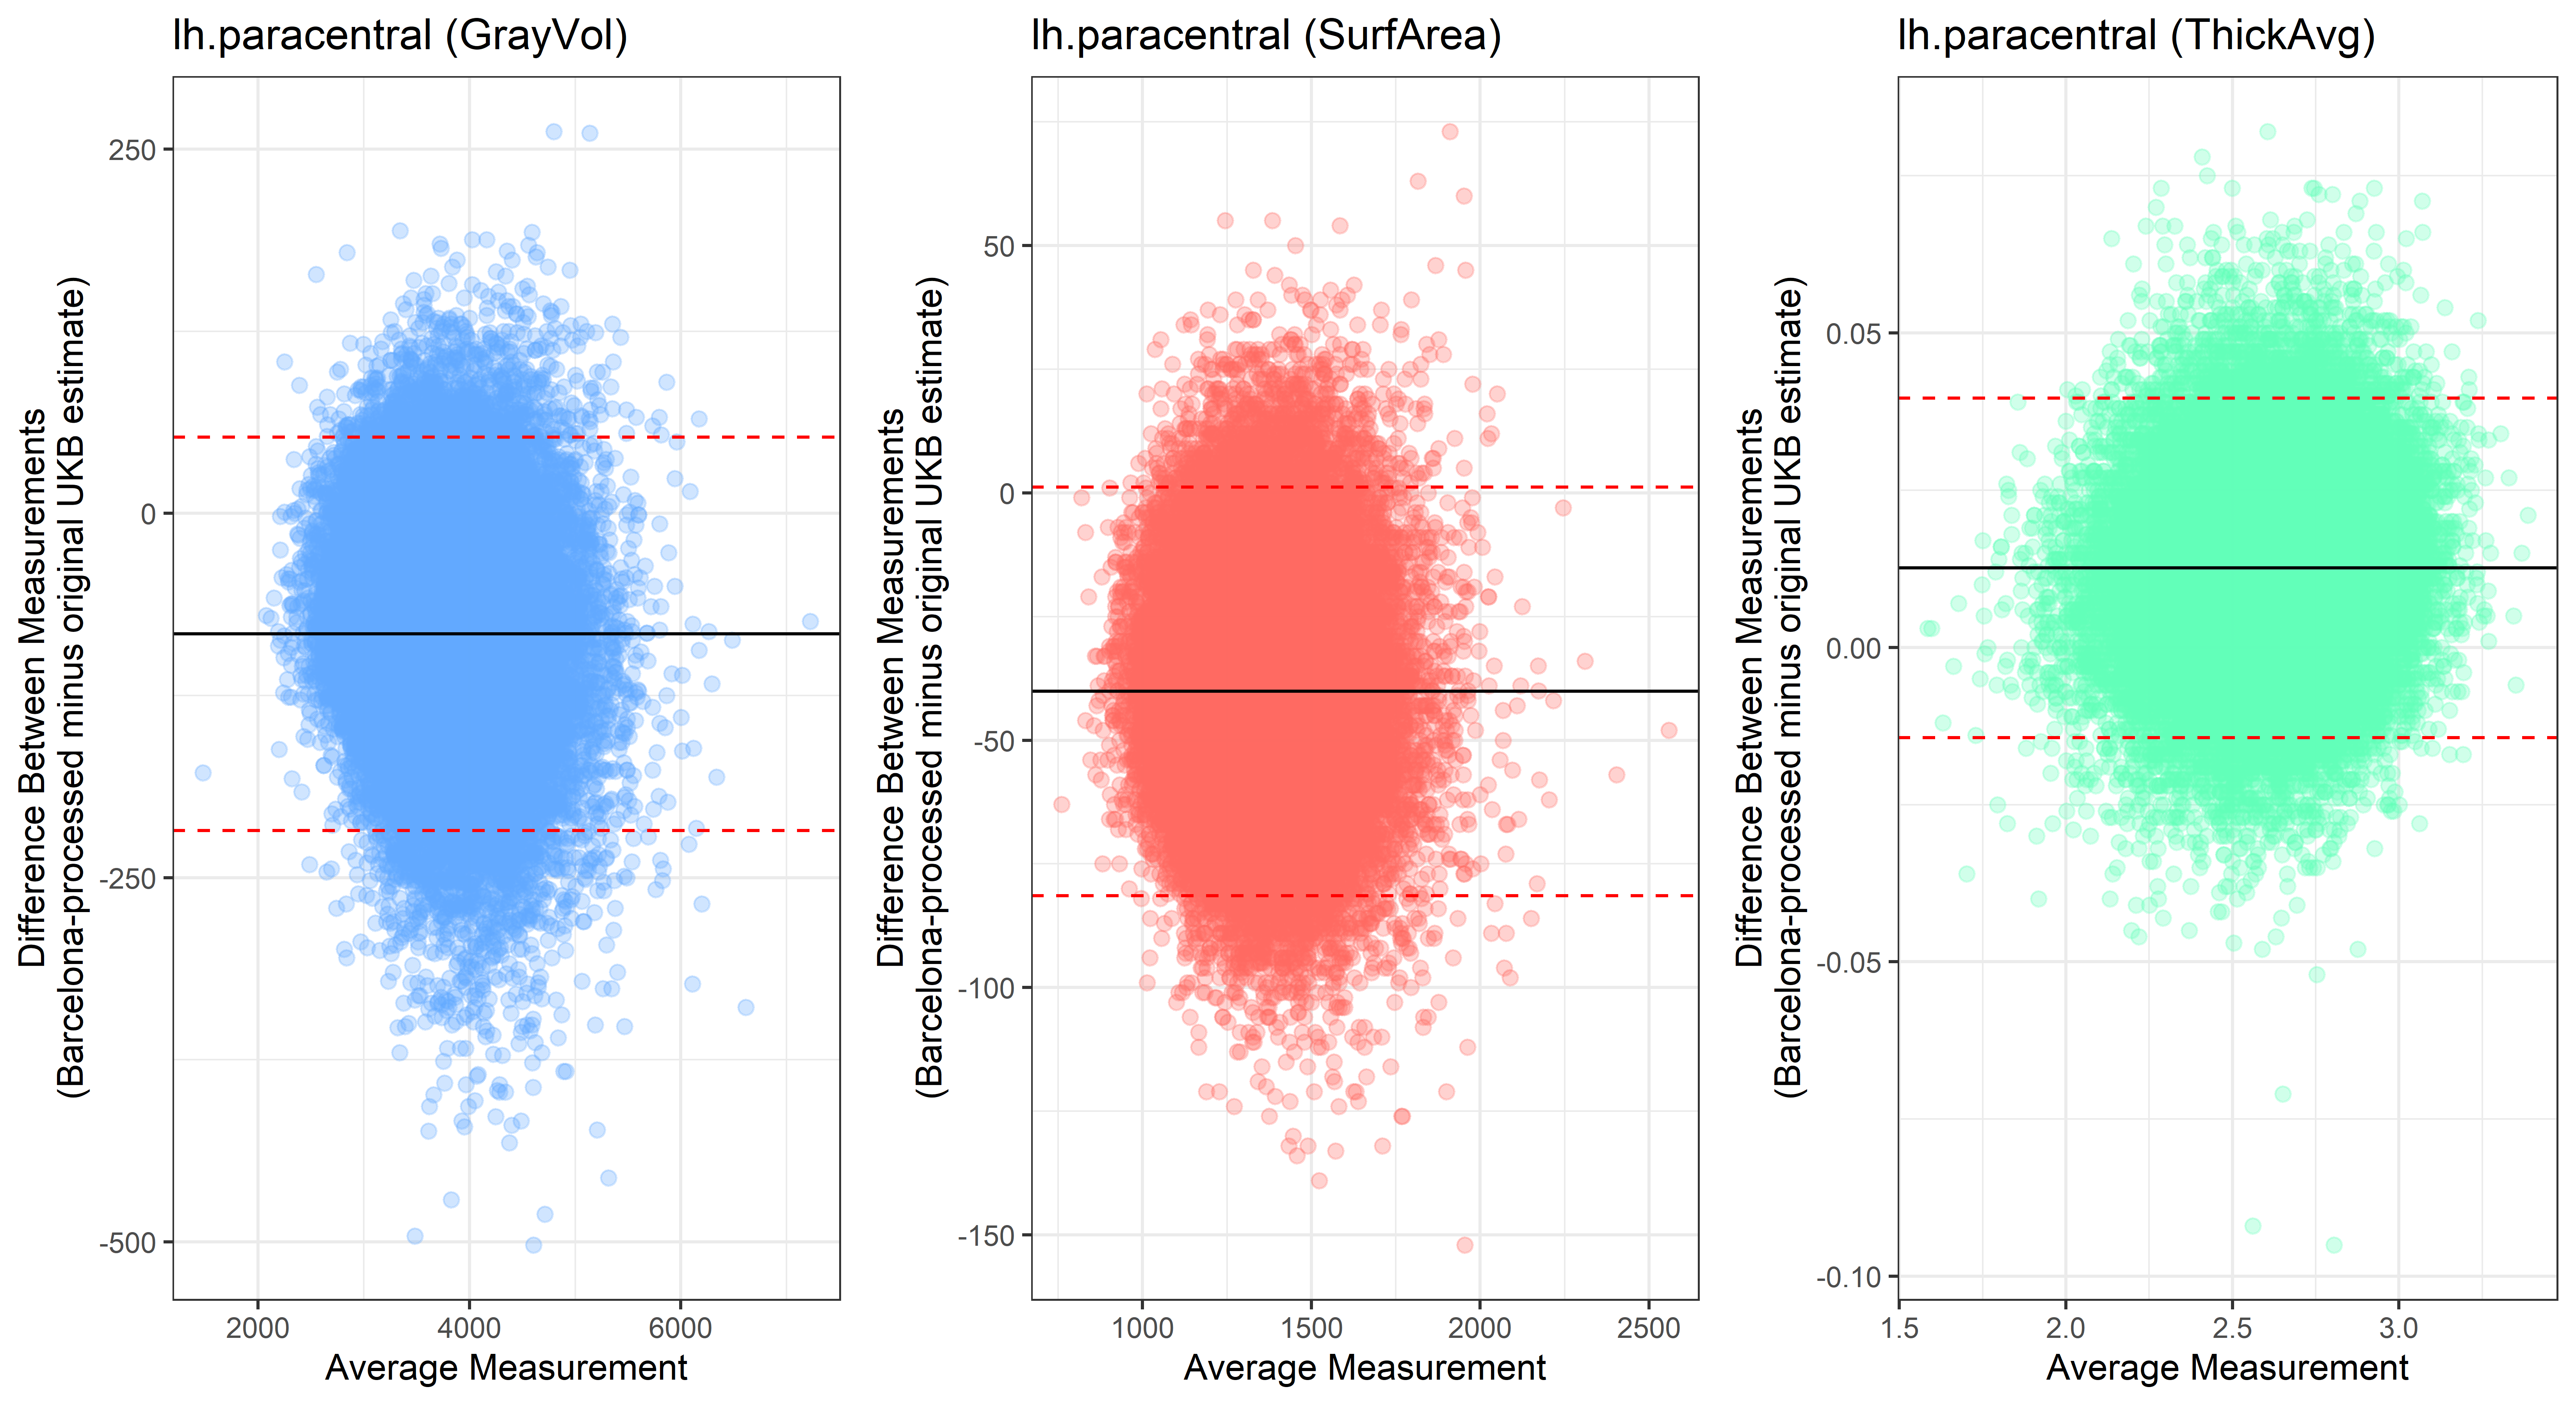 lh.paracentral (GrayVol)
Difference Between Measurements
(Barcelona-processed minus original UKB estimate)
250
0
-250
-500
2000 4000 6000
Average Measurement
lh.paracentral (SurfArea)
Difference Between Measurements
(Barcelona-processed minus original UKB estimate)
50
0
-50
-100
-150
1000 1500 2000 2500
Average Measurement
lh.paracentral (ThickAvg)
Difference Between Measurements
(Barcelona-processed minus original UKB estimate)
0.05
0.00
-0.05
-0.10
1.5 2.0 2.5 3.0
Average Measurement